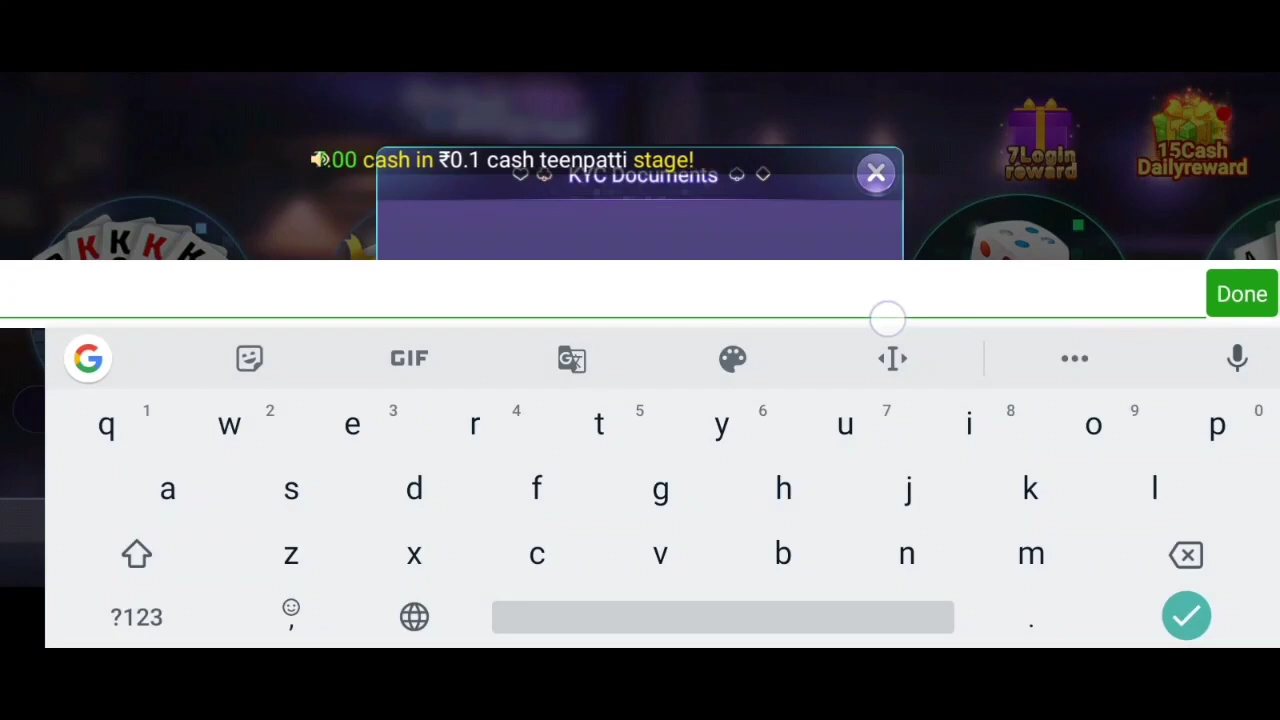 7Login
reward
15Cash
Dailyreward
.00 cash in ₹0.1 cash teenpatti stage!
KYC Documents
K K K K
Done
G GIF G
q 1 w 2 e 3 r 4 t 5 y 6 u 7 i 8 o 9 p 0
a s d f g h j k l
z x c v b n m
?123 , .